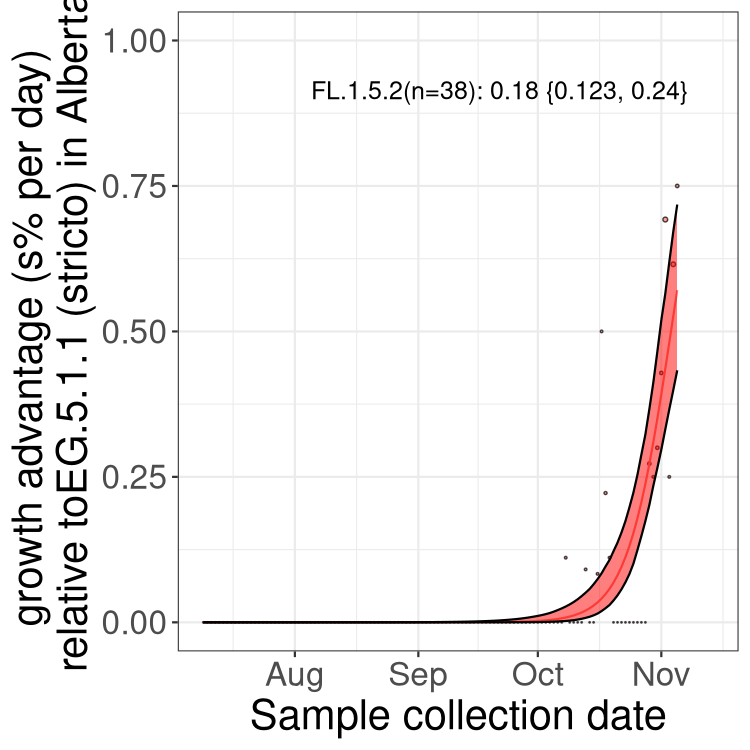 growth advantage (s% per day)
relative toEG.5.1.1 (stricto) in Alberta
1.00
0.75
0.50
0.25
0.00
FL.1.5.2(n=38): 0.18 {0.123, 0.24}
Aug Sep Oct Nov
Sample collection date